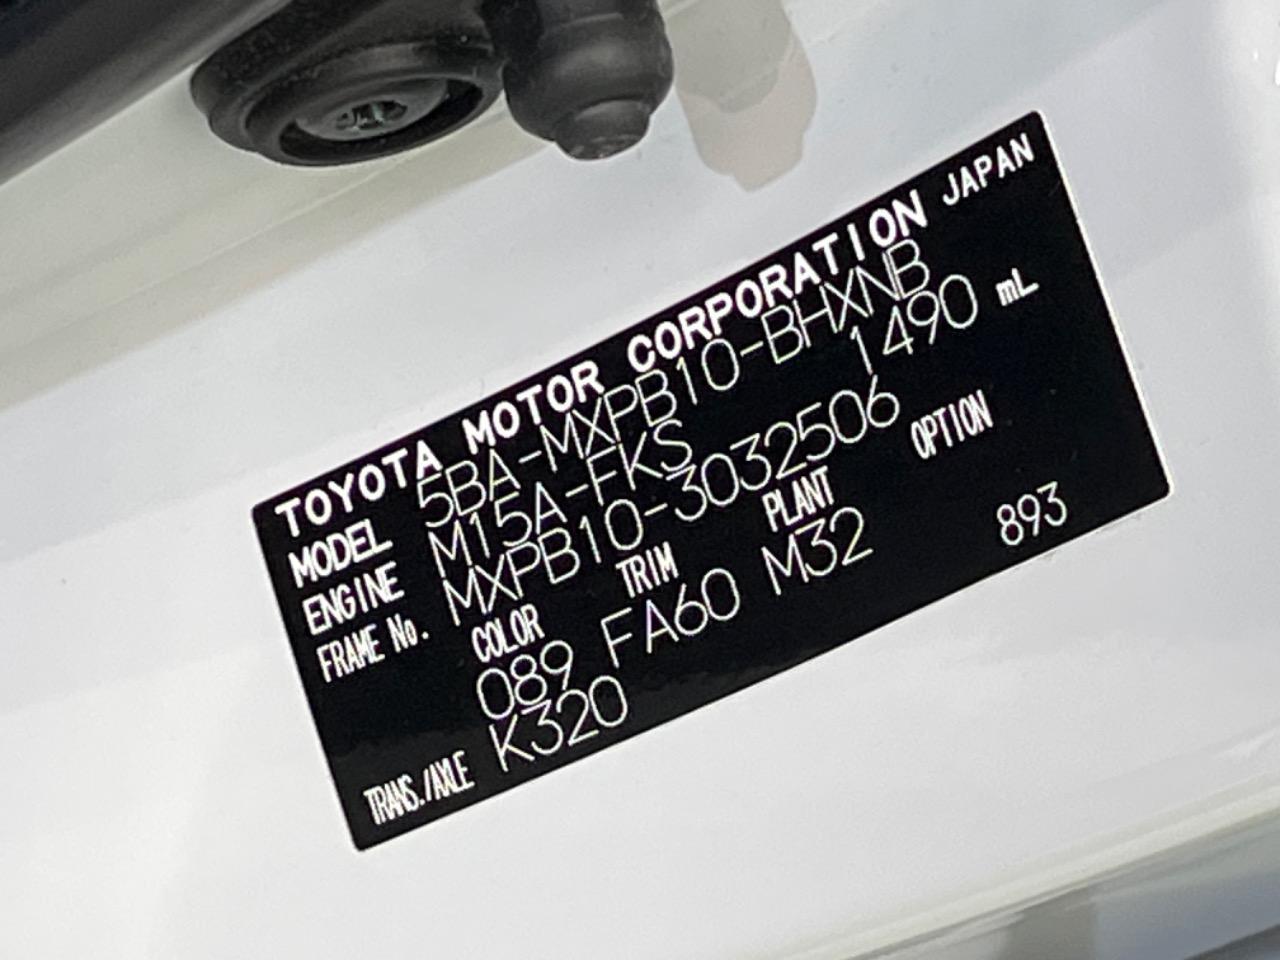 TOYOTA MOTOR CORPORATION JAPAN
MODEL 5BA-MXPB10-BHXNB
ENGINE M15A-FKS 1490 mL
FRAME No. MXPB10-3032506
COLOR TRIM PLANT OPTION
089 FA60 M32 893
TRANS./AXLE K320